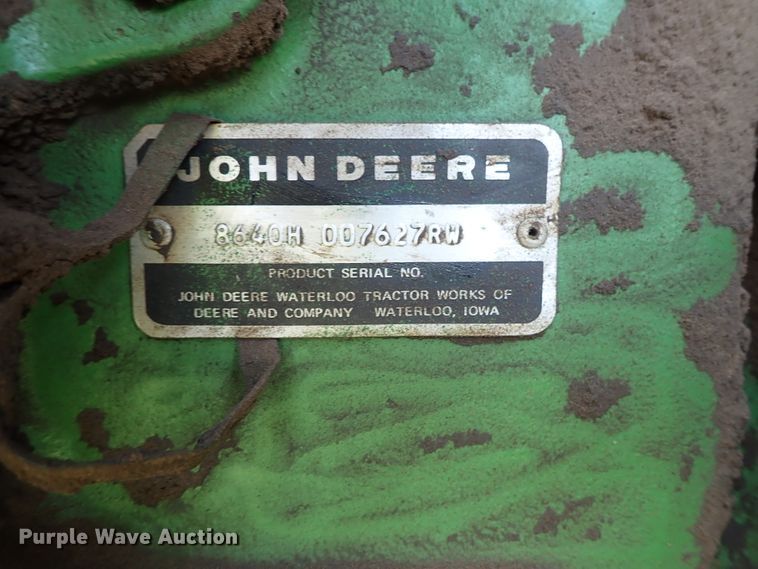 JOHN DEERE
8640H 007627RW
PRODUCT SERIAL NO.
JOHN DEERE WATERLOO TRACTOR WORKS OF
DEERE AND COMPANY WATERLOO, IOWA
Purple Wave Auction